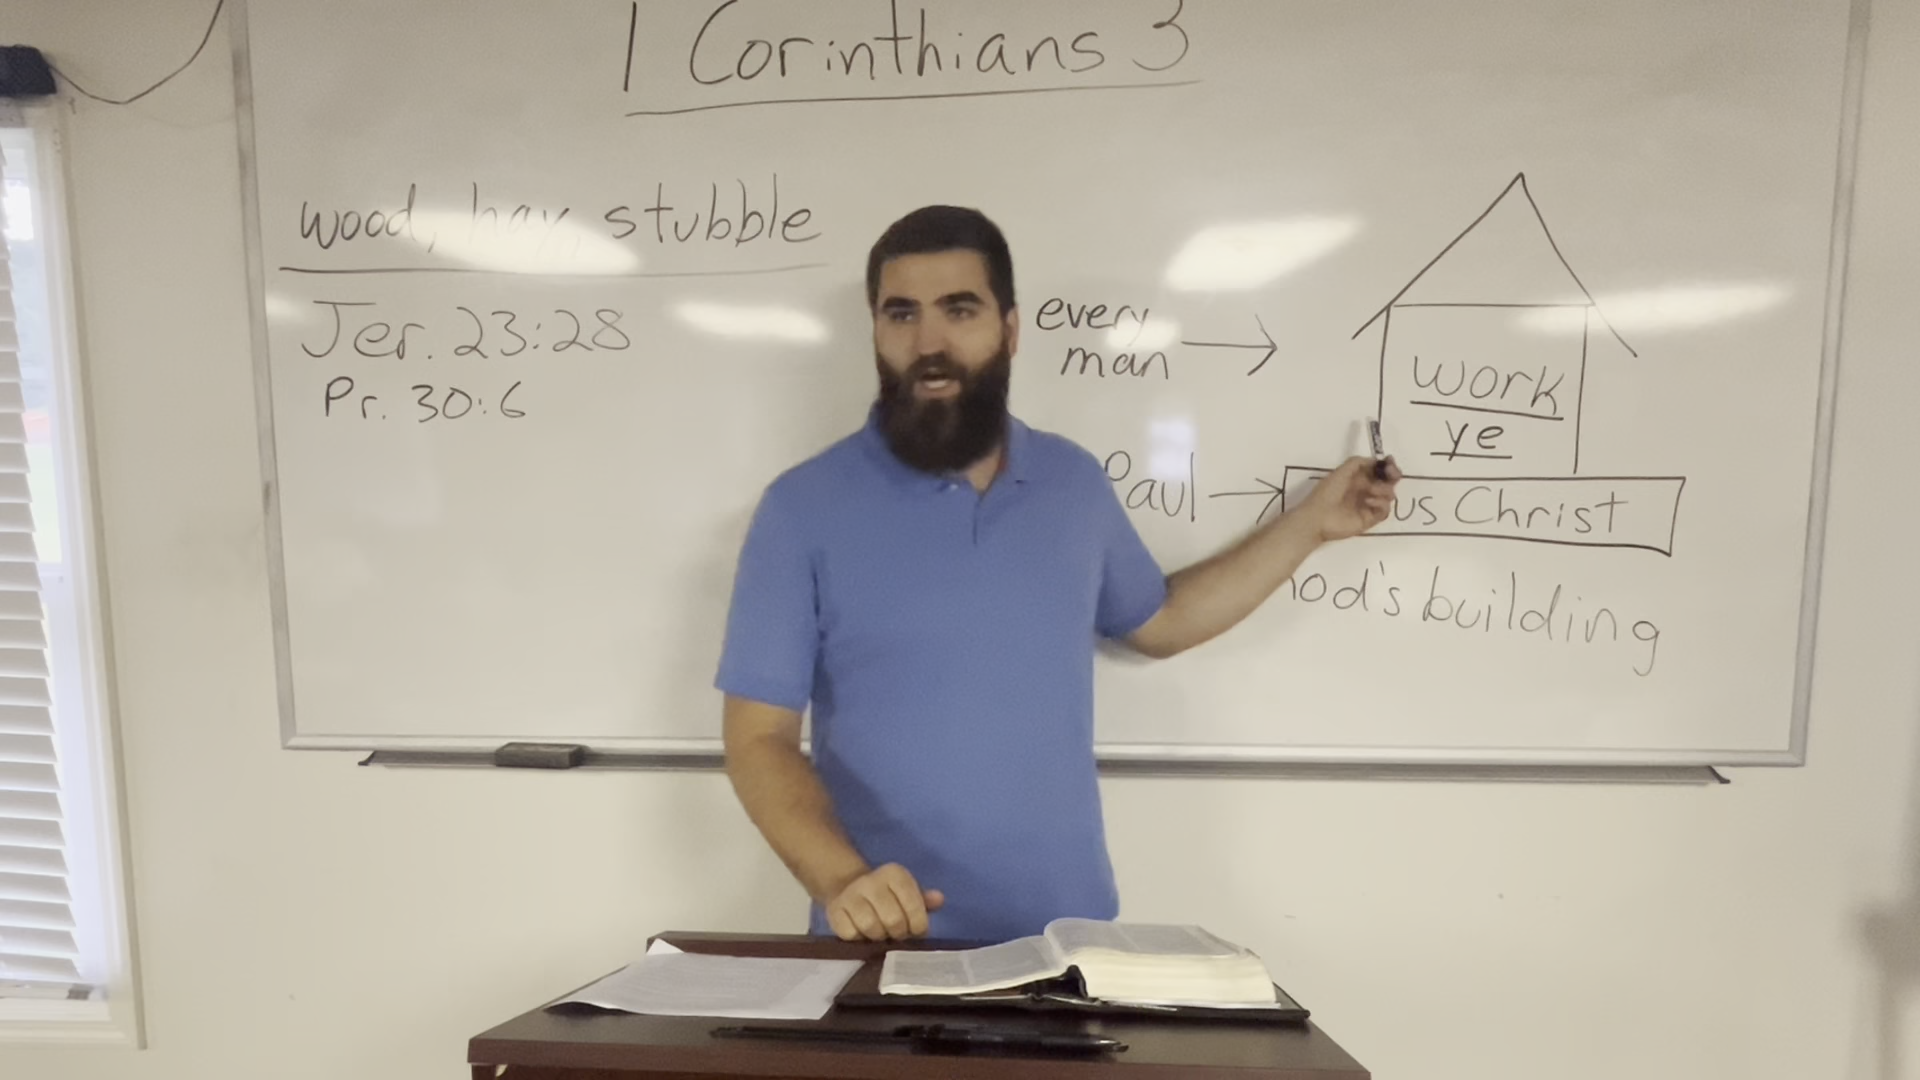 1 Corinthians 3
wood, hay, stubble
Jer. 23:28
Pr. 30:6
every
man
work
ye
Paul
us Christ
od's building